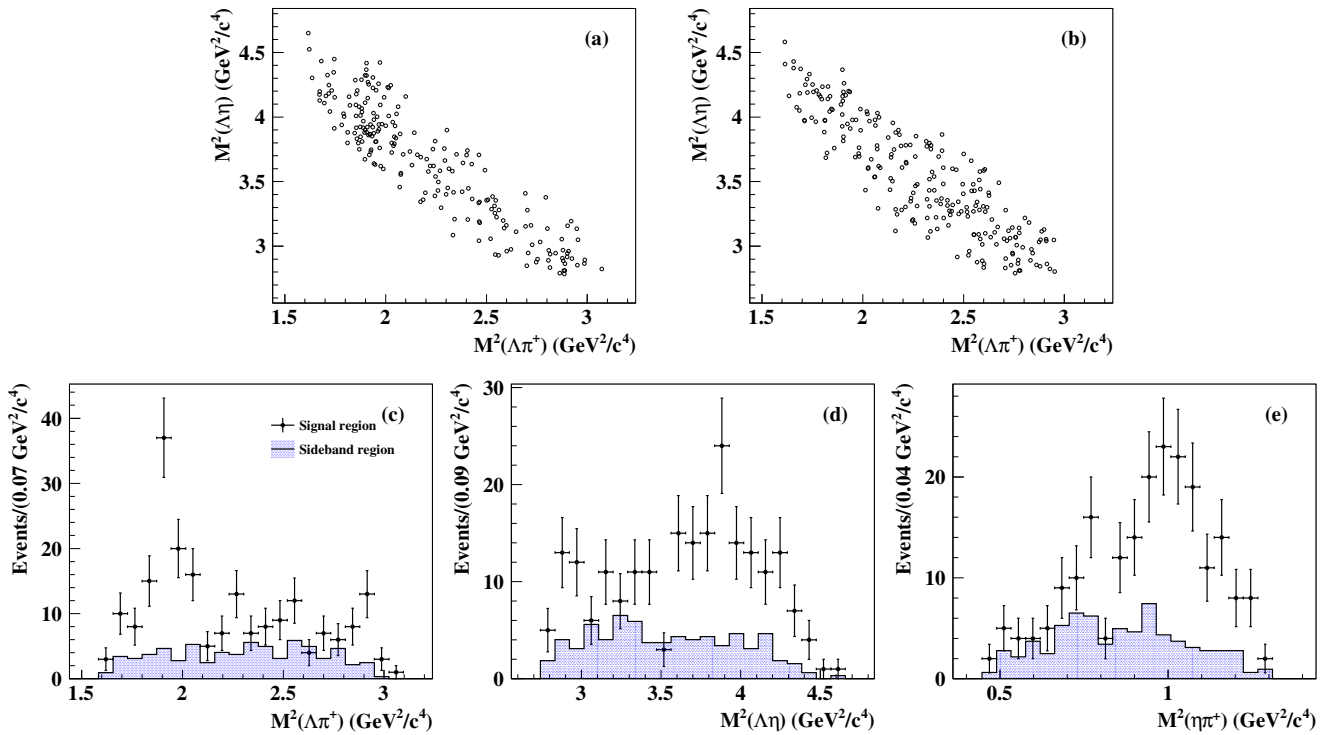 (a)
4.5
4
3.5
3
1.5 2 2.5 3
M²(Λη) (GeV²/c⁴)
M²(Λπ⁺) (GeV²/c⁴)
(b)
4.5
4
3.5
3
1.5 2 2.5 3
M²(Λη) (GeV²/c⁴)
M²(Λπ⁺) (GeV²/c⁴)
(c)
Signal region
Sideband region
40
30
20
10
0
1.5 2 2.5 3
Events/(0.07 GeV²/c⁴)
M²(Λπ⁺) (GeV²/c⁴)
(d)
30
20
10
0
3 3.5 4 4.5
Events/(0.09 GeV²/c⁴)
M²(Λη) (GeV²/c⁴)
(e)
20
10
0
0.5 1
Events/(0.04 GeV²/c⁴)
M²(ηπ⁺) (GeV²/c⁴)